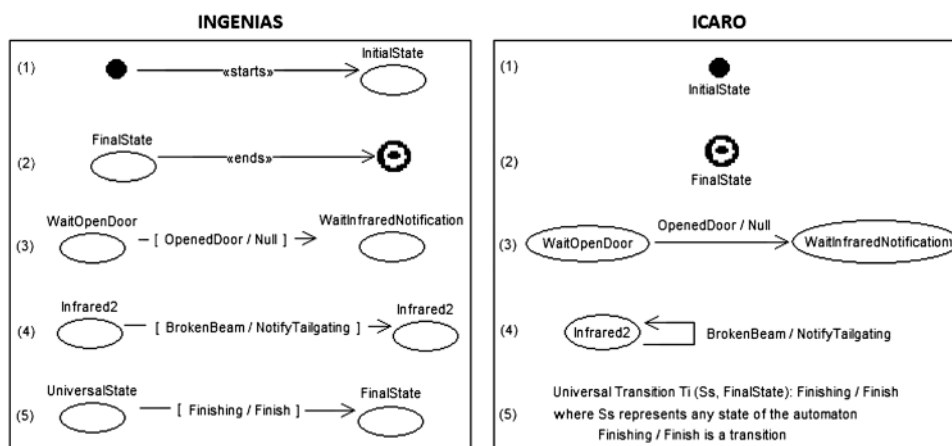 INGENIAS
(1)
«starts»
InitialState
(2)
FinalState
«ends»
(3)
WaitOpenDoor
[ OpenedDoor / Null ]
WaitInfraredNotification
(4)
Infrared2
[ BrokenBeam / NotifyTailgating ]
Infrared2
(5)
UniversalState
[ Finishing / Finish ]
FinalState
ICARO
(1)
InitialState
(2)
FinalState
(3)
WaitOpenDoor
OpenedDoor / Null
WaitInfraredNotification
(4)
Infrared2
BrokenBeam / NotifyTailgating
(5)
Universal Transition Ti (Ss, FinalState): Finishing / Finish
where Ss represents any state of the automaton
Finishing / Finish is a transition